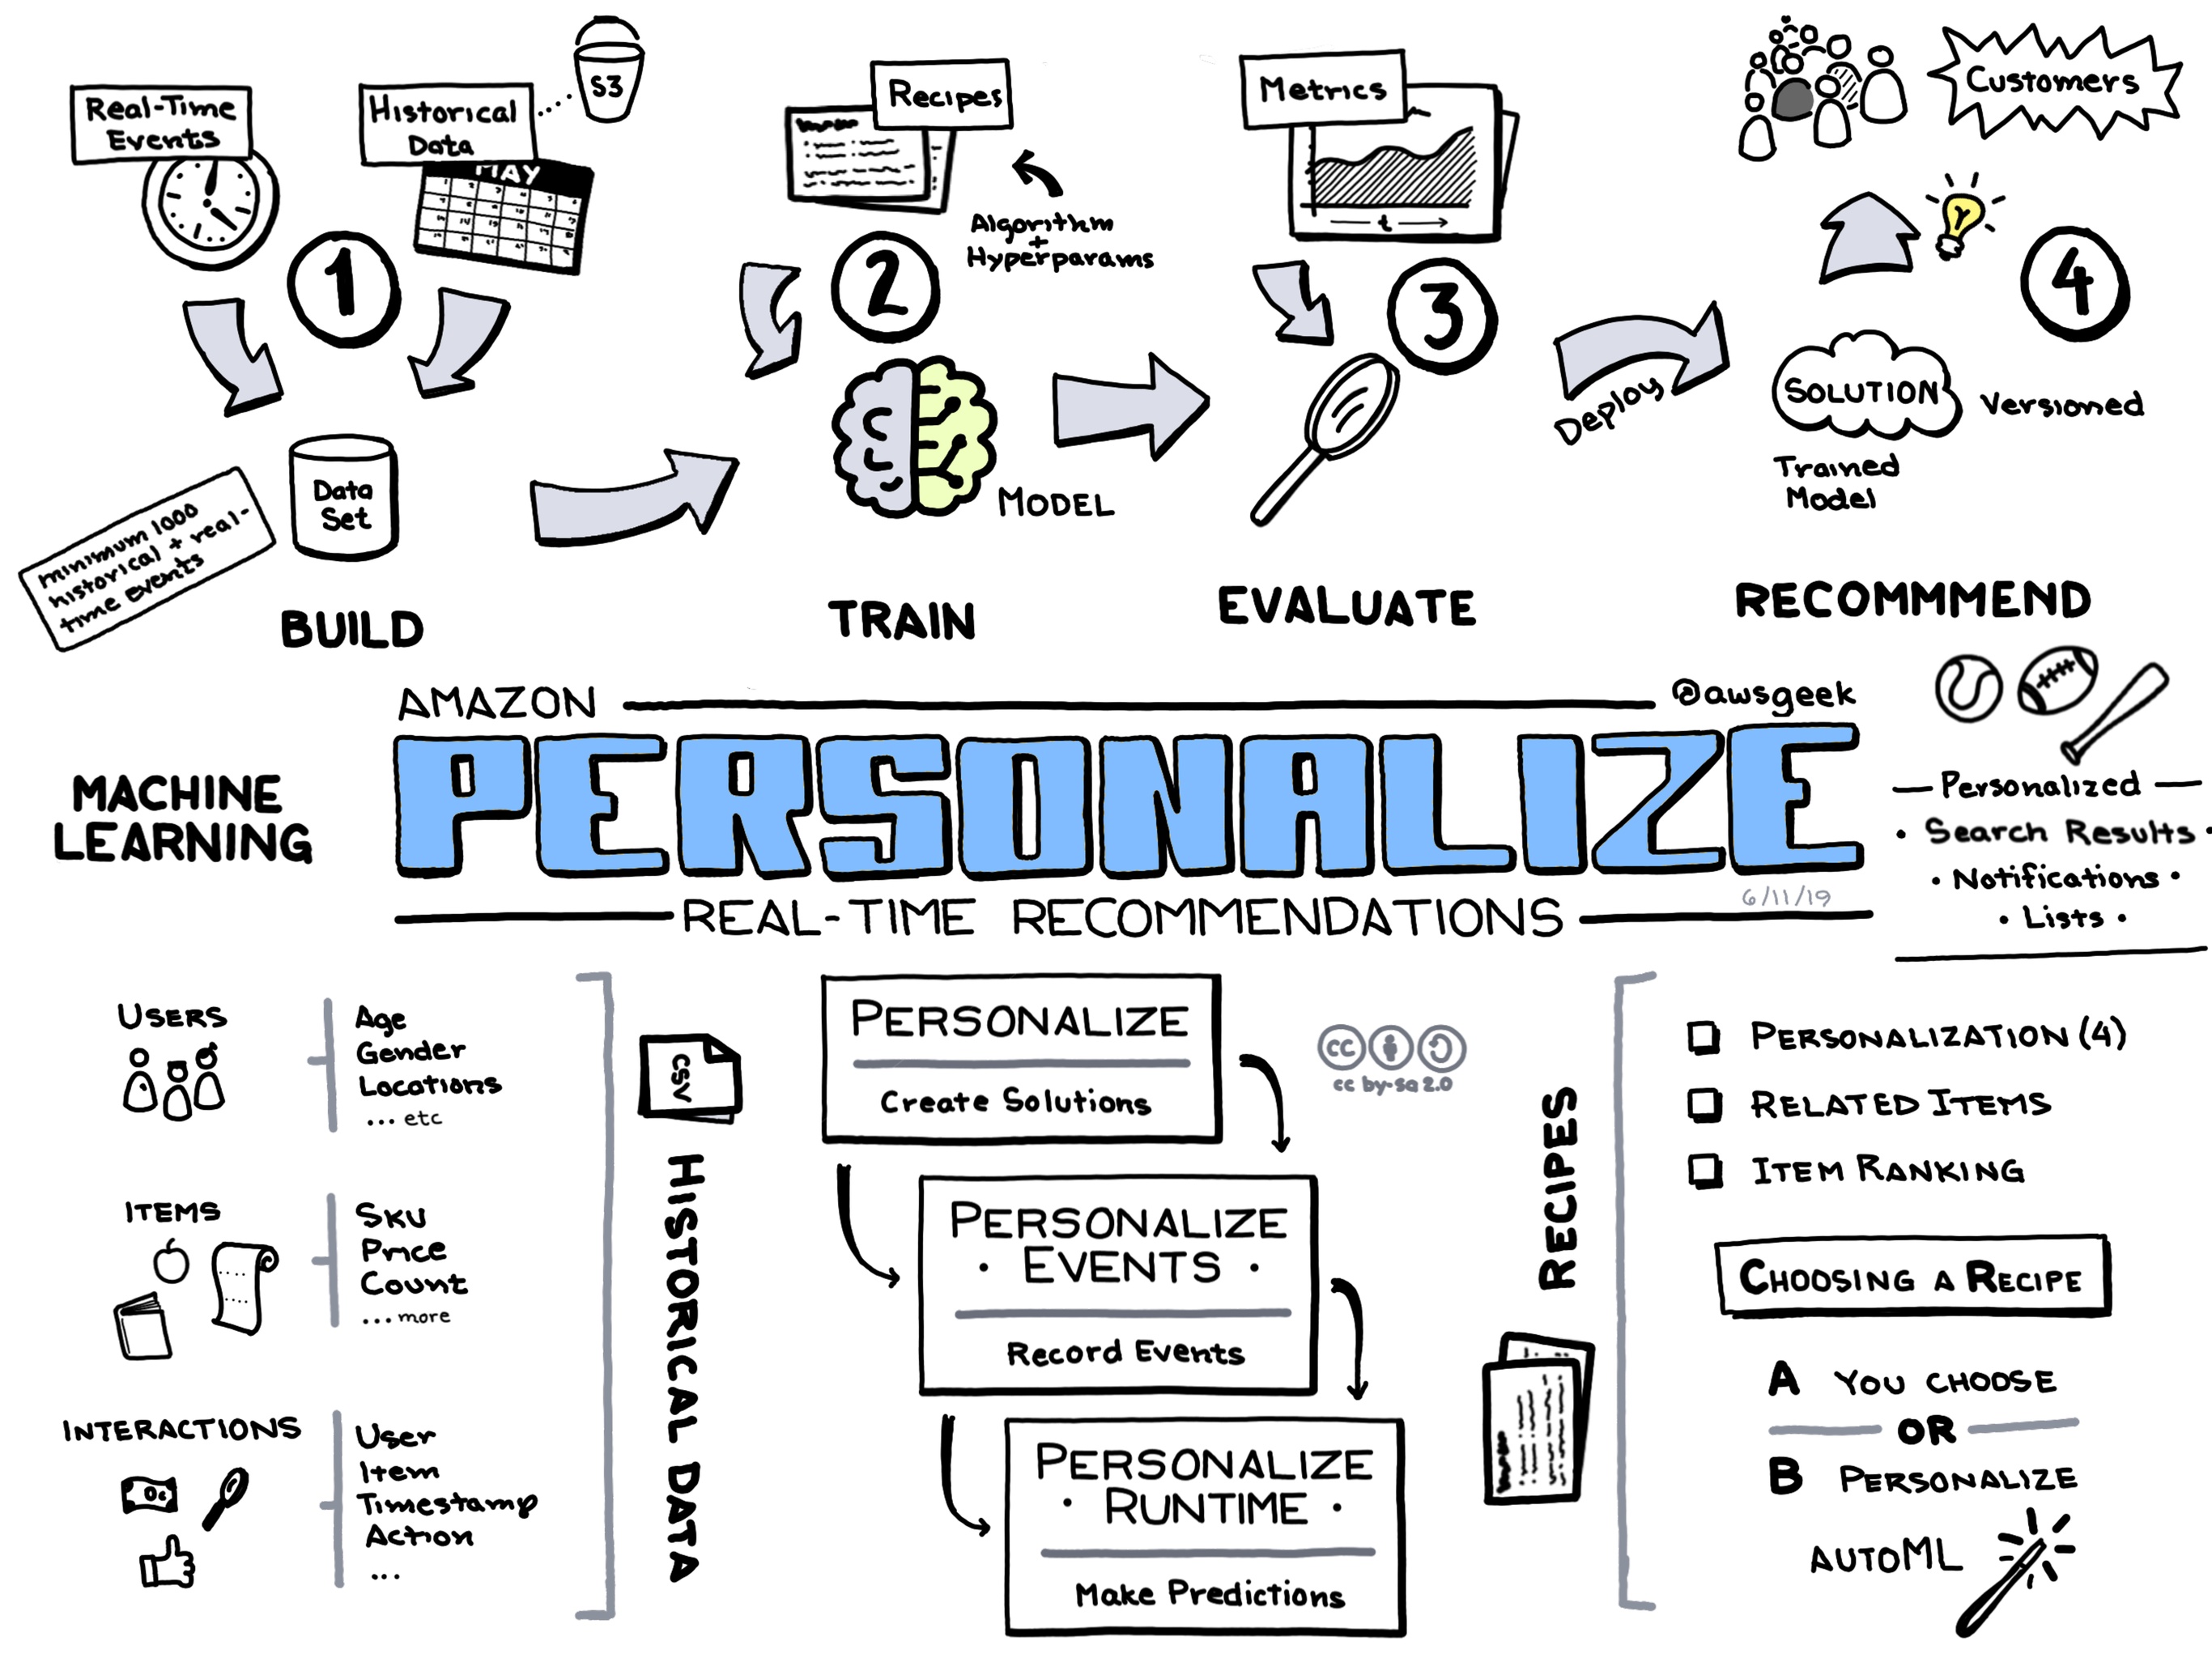 Real-Time
Events
Historical
Data
S3
MAY
1
minimum 1000
historical + real-
time events
Data
Set
BUILD
Recipes
Algorithm
+
Hyperparams
2
MODEL
TRAIN
Metrics
t
3
EVALUATE
Deploy
Customers
4
SOLUTION
Versioned
Trained
Model
RECOMMMEND
MACHINE
LEARNING
AMAZON
@awsgeek
PERSONALIZE
REAL-TIME RECOMMENDATIONS
6/11/19
Personalized
• Search Results •
• Notifications •
• Lists •
USERS
Age
Gender
Locations
... etc
ITEMS
SKU
Price
Count
... more
INTERACTIONS
User
Item
Timestamp
Action
...
CSV
HISTORICAL DATA
PERSONALIZE
Create Solutions
PERSONALIZE
• EVENTS •
Record Events
PERSONALIZE
• RUNTIME •
Make Predictions
cc
cc by-sa 2.0
RECIPES
PERSONALIZATION (4)
RELATED ITEMS
ITEM RANKING
CHOOSING A RECIPE
A YOU CHOOSE
OR
B PERSONALIZE
AUTOML